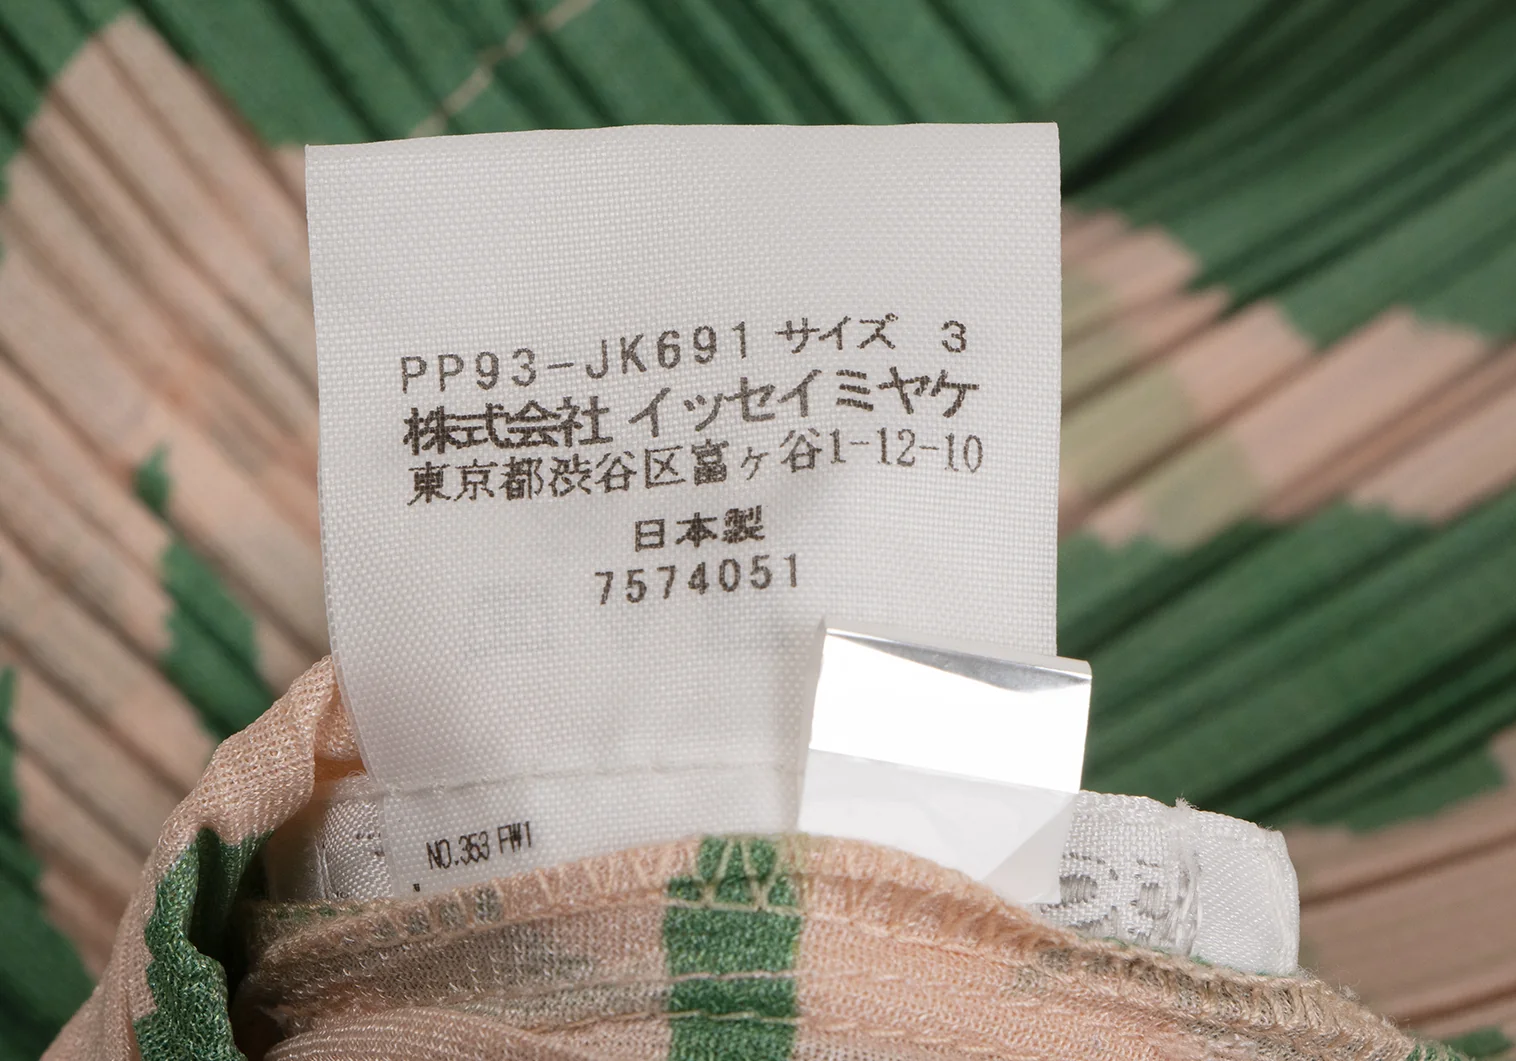 PP93-JK691 サイズ 3
株式会社 イッセイミヤケ
東京都渋谷区富ヶ谷1-12-10
日本製
7574051
NO.353 FW1